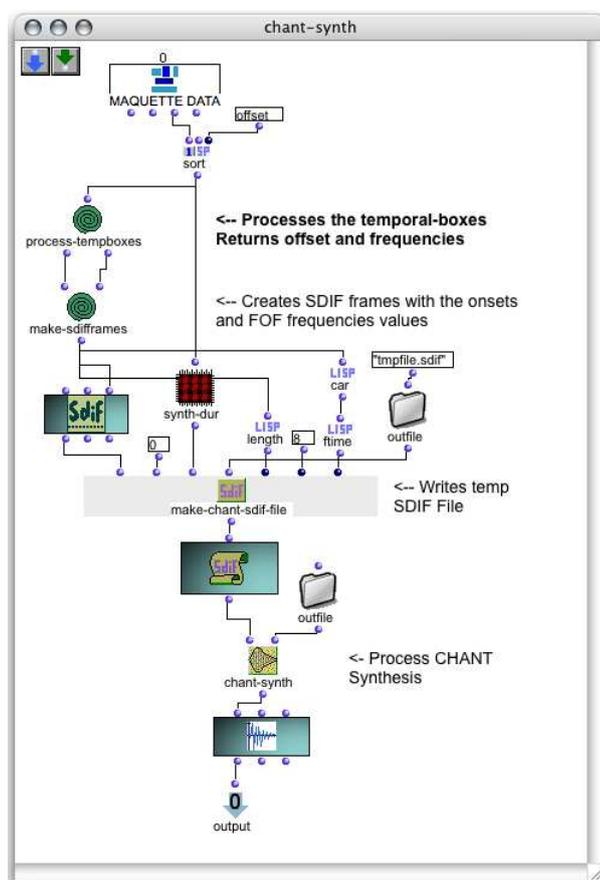 chant-synth
0
MAQUETTE DATA
offset
LISP
sort
<-- Processes the temporal-boxes
Returns offset and frequencies
process-tempboxes
<-- Creates SDIF frames with the onsets
and FOF frequencies values
make-sdifframes
"tmpfile.sdif"
LISP
car
Sdif
synth-dur
LISP
length
LISP
ftime
outfile
0
8
Sdif
make-chant-sdif-file
<-- Writes temp
SDIF File
Sdif
outfile
<- Process CHANT
Synthesis
chant-synth
0
output